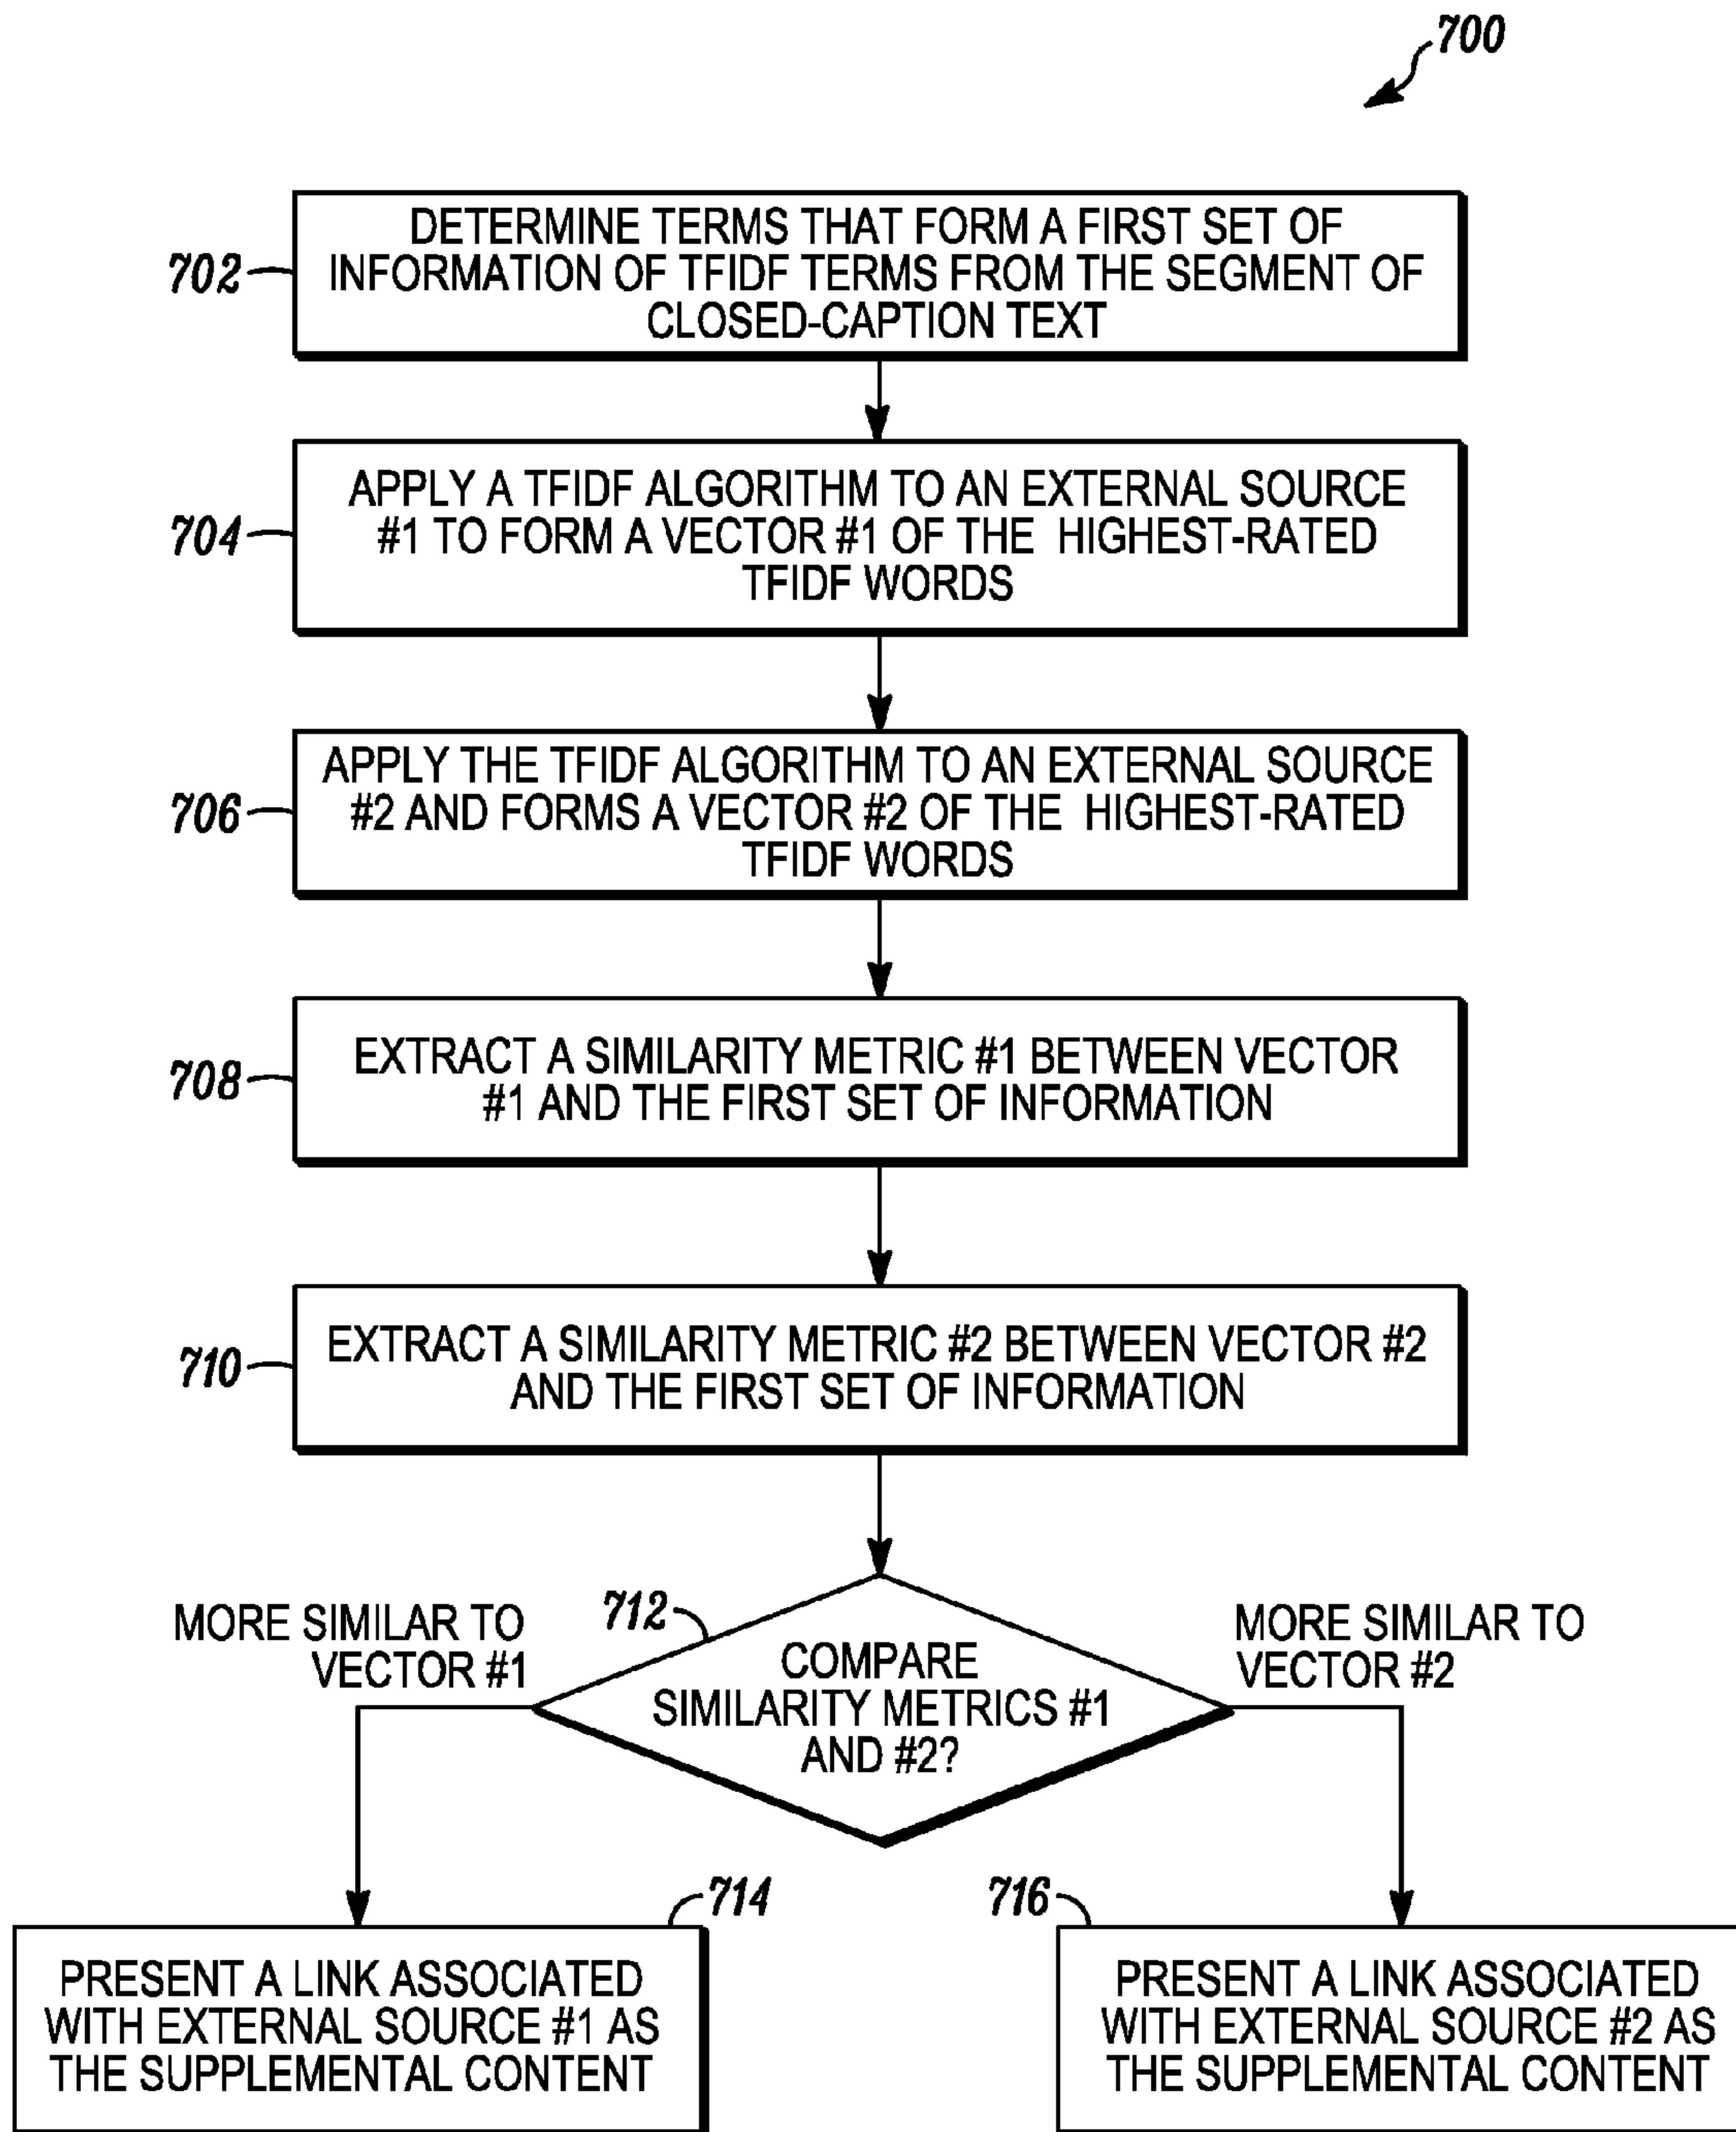 700
DETERMINE TERMS THAT FORM A FIRST SET OF
702
INFORMATION OF TFIDF TERMS FROM THE SEGMENT OF
CLOSED-CAPTION TEXT
APPLY A TFIDF ALGORITHM TO AN EXTERNAL SOURCE
704
#1 TO FORM A VECTOR #1 OF THE HIGHEST-RATED
TFIDF WORDS
APPLY THE TFIDF ALGORITHM TO AN EXTERNAL SOURCE
706
#2 AND FORMS A VECTOR #2 OF THE HIGHEST-RATED
TFIDF WORDS
708
EXTRACT A SIMILARITY METRIC #1 BETWEEN VECTOR
#1 AND THE FIRST SET OF INFORMATION
710
EXTRACT A SIMILARITY METRIC #2 BETWEEN VECTOR #2
AND THE FIRST SET OF INFORMATION
MORE SIMILAR TO
VECTOR #1
712
COMPARE
SIMILARITY METRICS #1
AND #2?
MORE SIMILAR TO
VECTOR #2
714
PRESENT A LINK ASSOCIATED
WITH EXTERNAL SOURCE #1 AS
THE SUPPLEMENTAL CONTENT
716
PRESENT A LINK ASSOCIATED
WITH EXTERNAL SOURCE #2 AS
THE SUPPLEMENTAL CONTENT